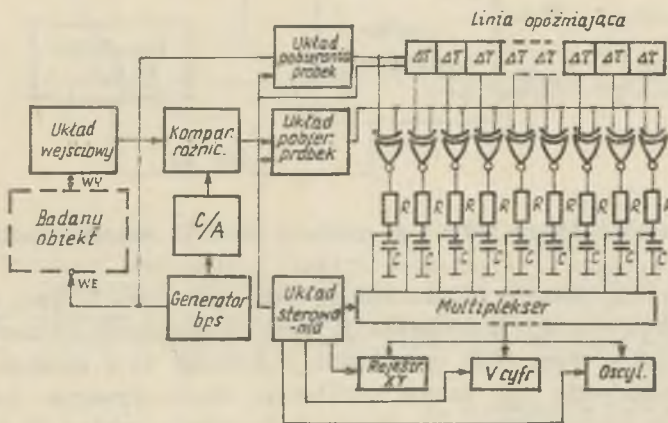 Linia opóźniająca
Układ
pobierania
próbek
ΔT ΔT ΔT ΔT ΔT ΔT ΔT ΔT
Układ
wejściowy
Kompar.
różnic.
Układ
pobier.
próbek
WY
Badany
obiekt
C/A
R R R R R R R R
C C C C C C C C
WE
Generator
bps
Układ
sterowa-
-nia
Multiplekser
Rejestr.
XY
V cyfr
Oscyl.